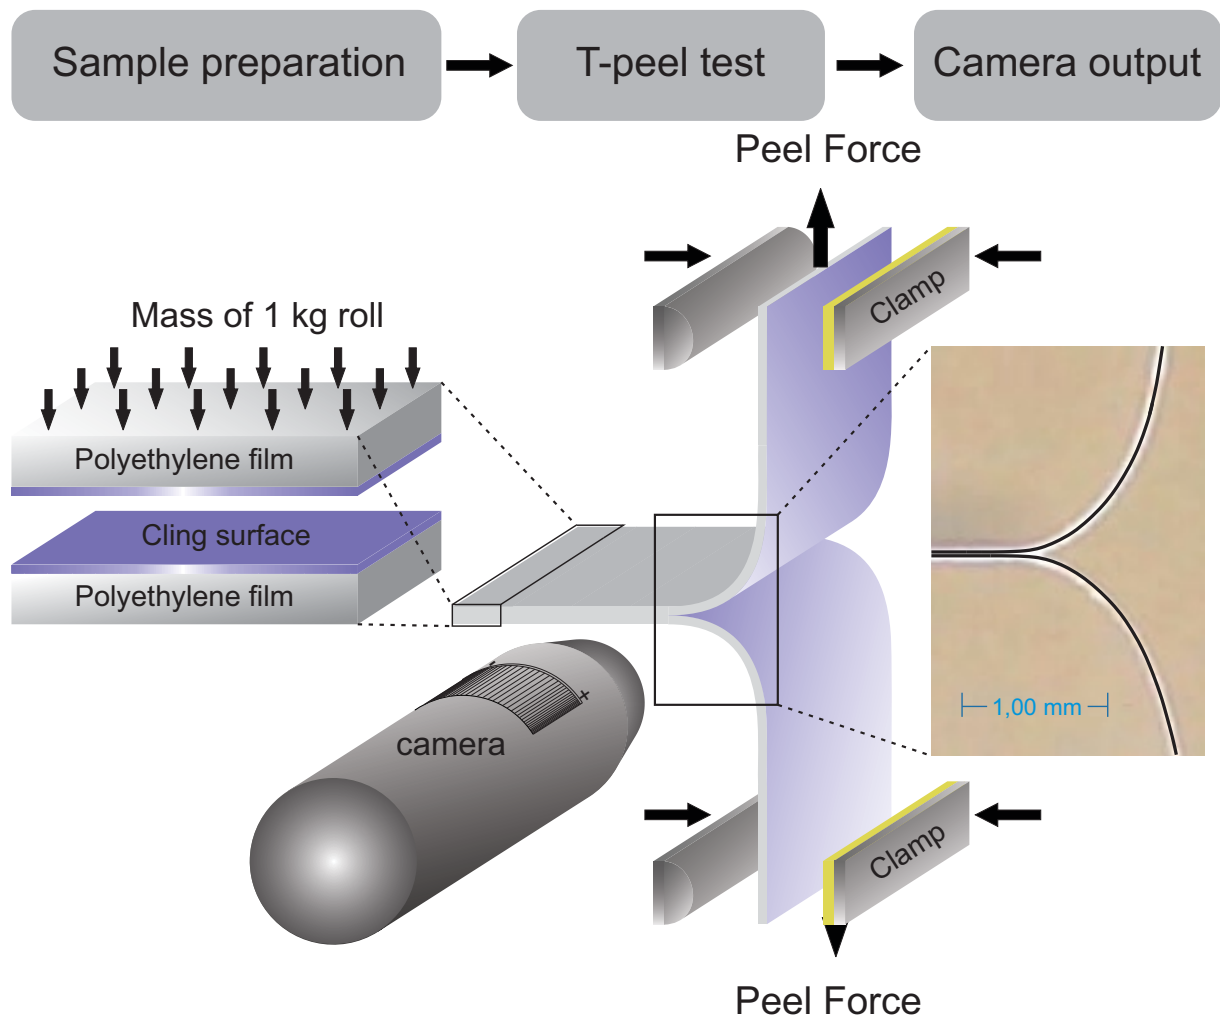 Sample preparation
T-peel test
Camera output
Peel Force
Clamp
Mass of 1 kg roll
Polyethylene film
Cling surface
Polyethylene film
1,00 mm
- +
camera
Clamp
Peel Force